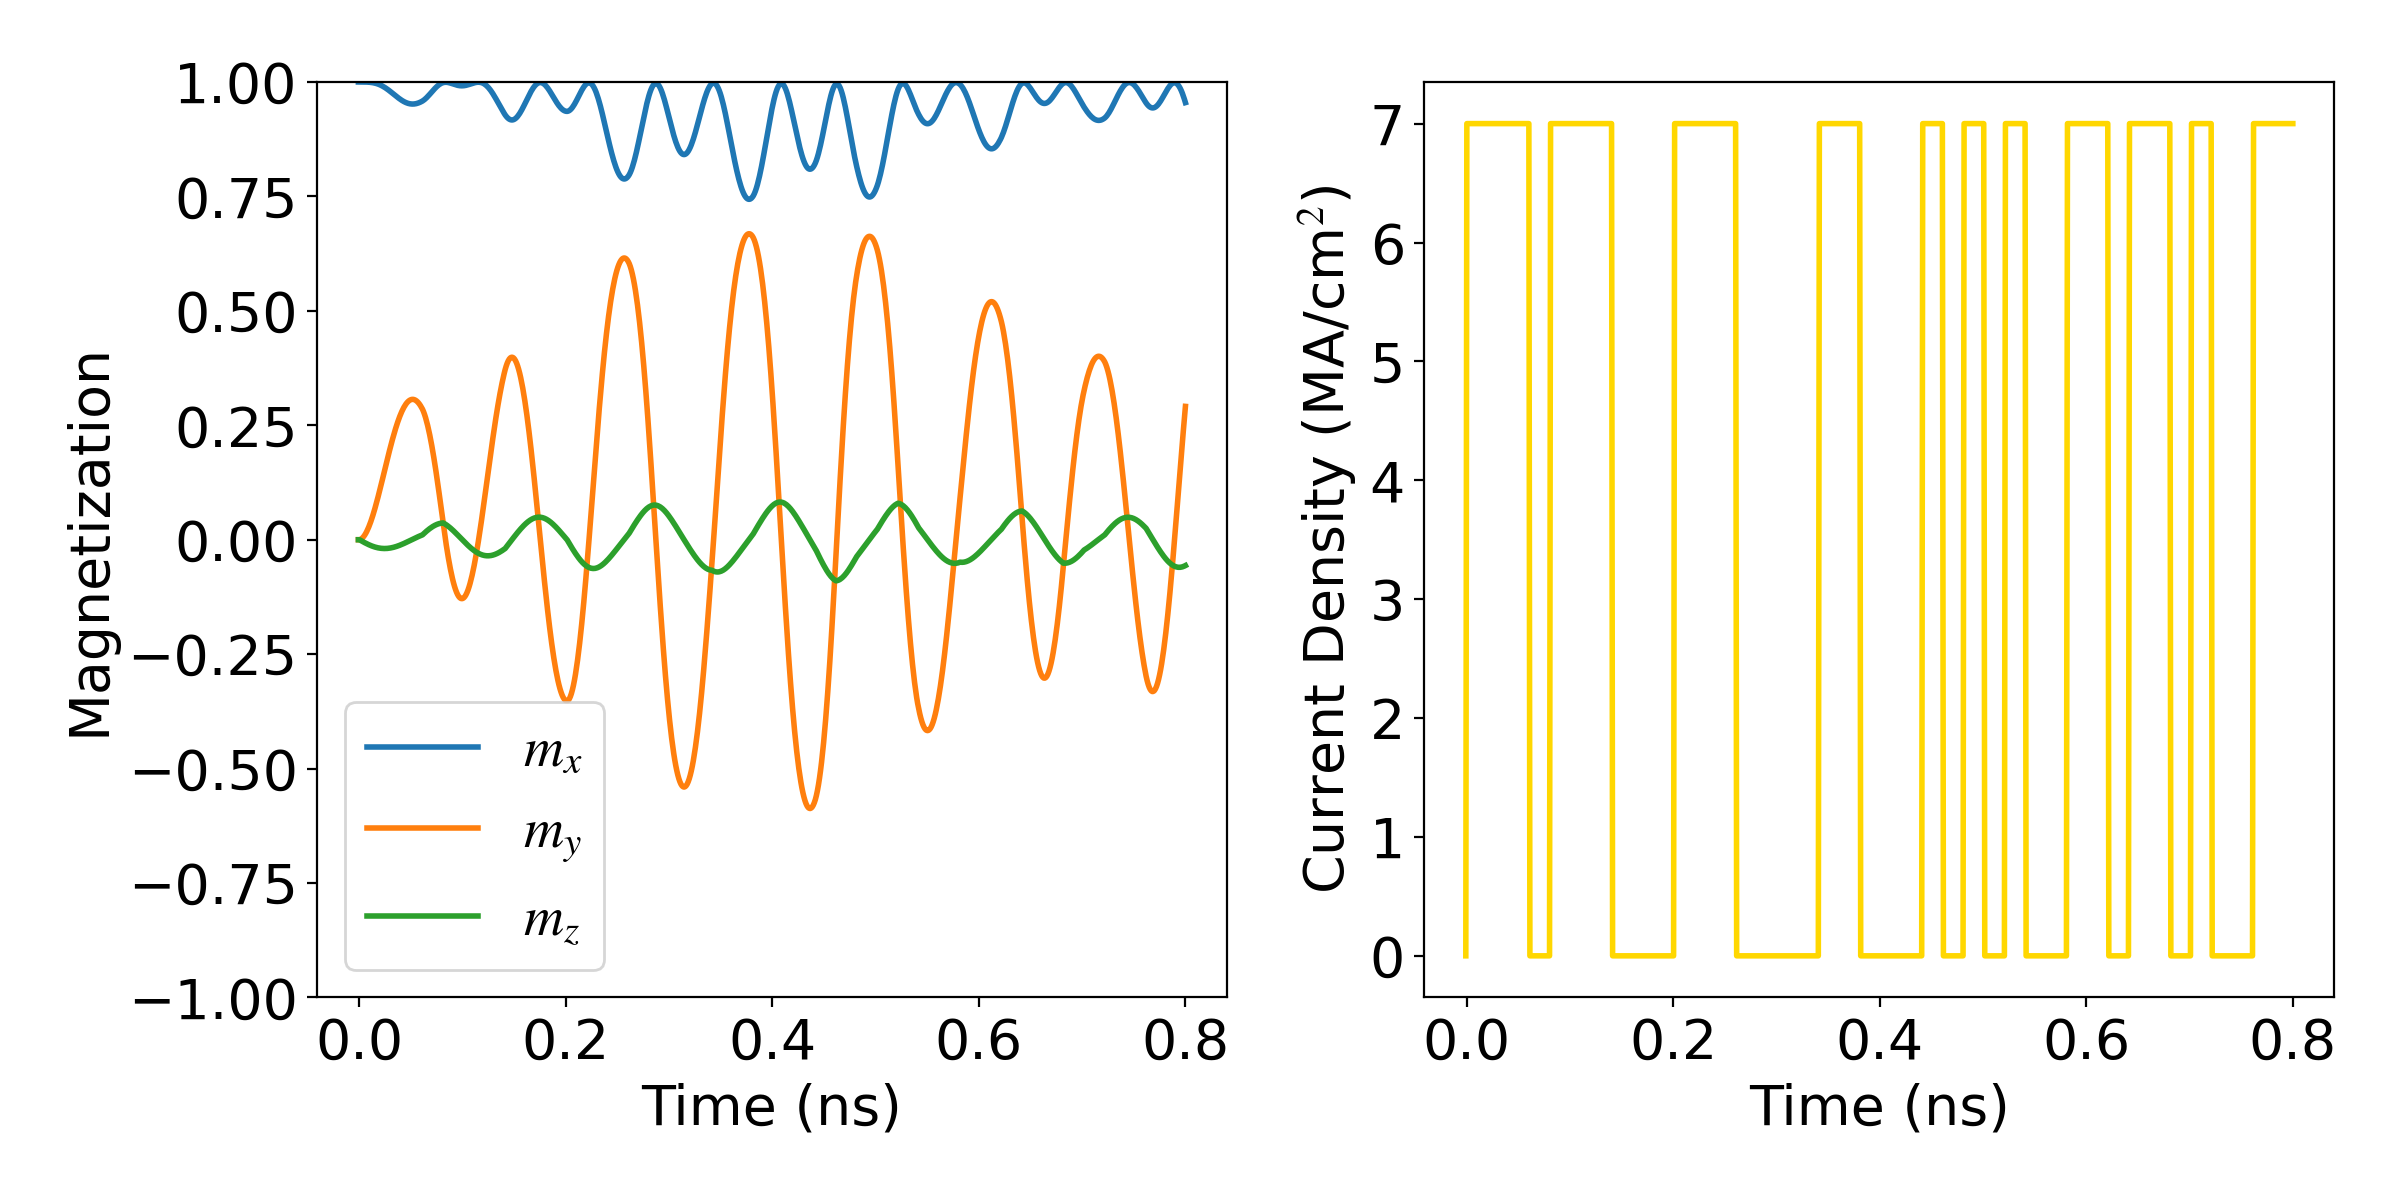 1.00
0.75
0.50
0.25
0.00
−0.25
−0.50
−0.75
−1.00
Magnetization
m_x
m_y
m_z
0.0 0.2 0.4 0.6 0.8
Time (ns)
7
6
5
4
3
2
1
0
Current Density (MA/cm²)
0.0 0.2 0.4 0.6 0.8
Time (ns)